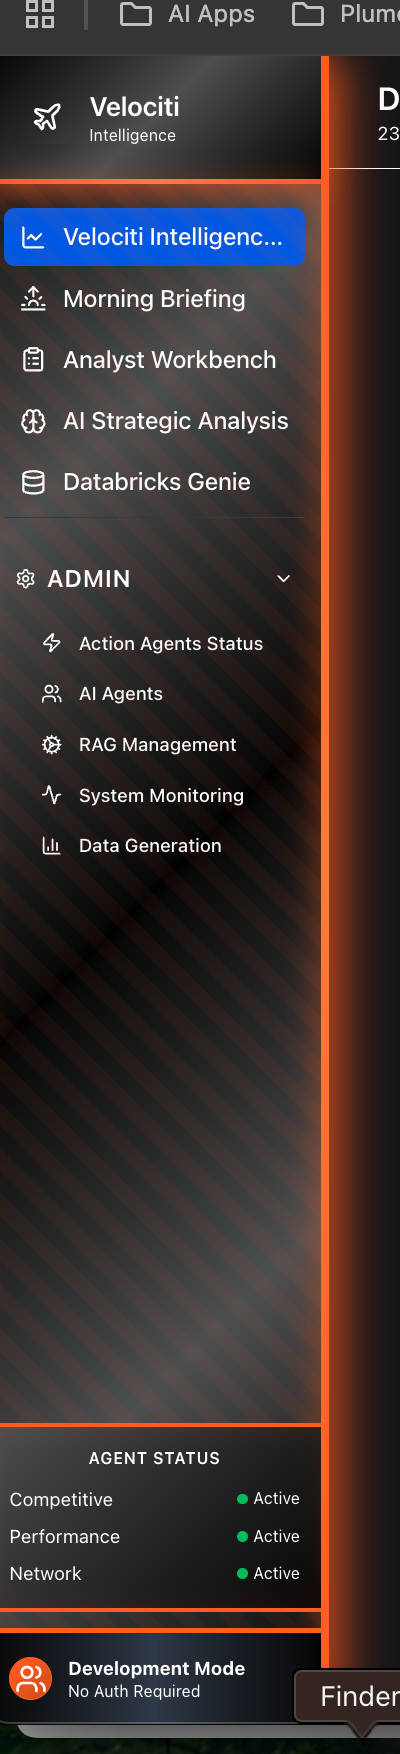 AI Apps
Velociti
Intelligence
23
Velociti Intelligenc...
Morning Briefing
Analyst Workbench
AI Strategic Analysis
Databricks Genie
ADMIN
Action Agents Status
AI Agents
RAG Management
System Monitoring
Data Generation
AGENT STATUS
Competitive Active
Performance Active
Network Active
Development Mode
No Auth Required
Finder